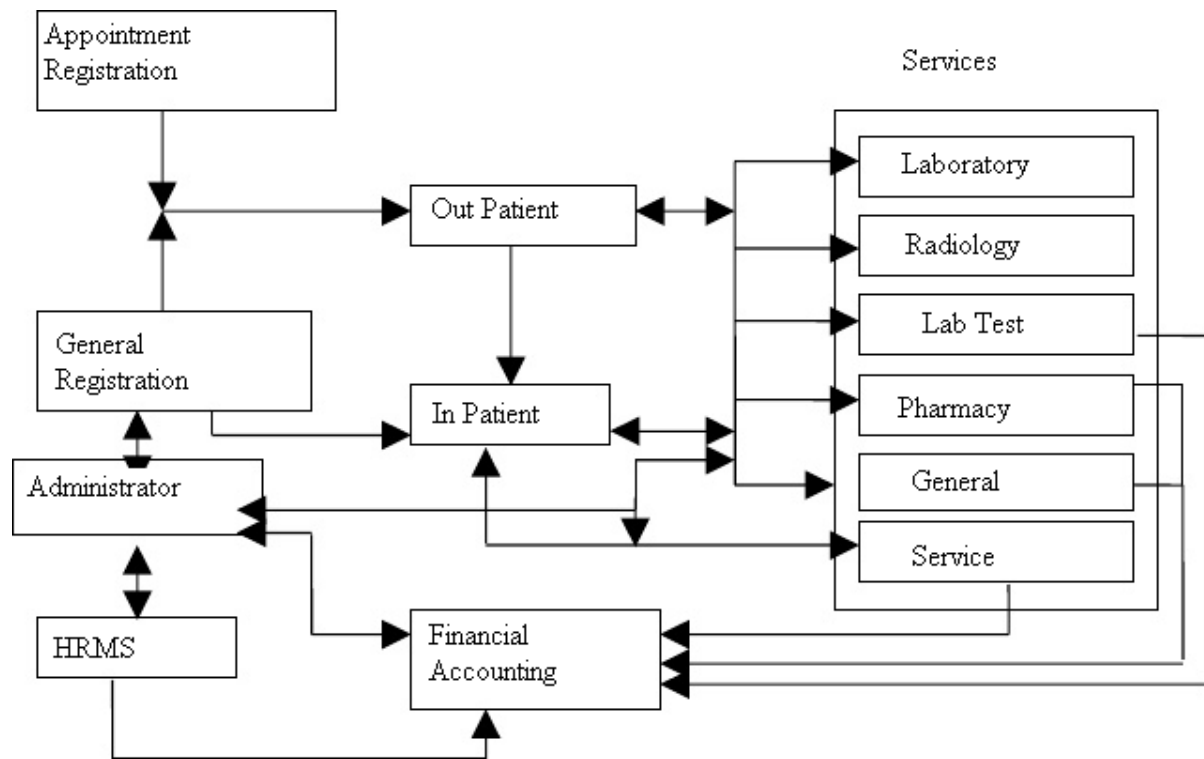 Appointment
Registration
Services
Laboratory
Out Patient
Radiology
Lab Test
General
Registration
In Patient
Pharmacy
Administrator
General
Service
HRMS
Financial
Accounting